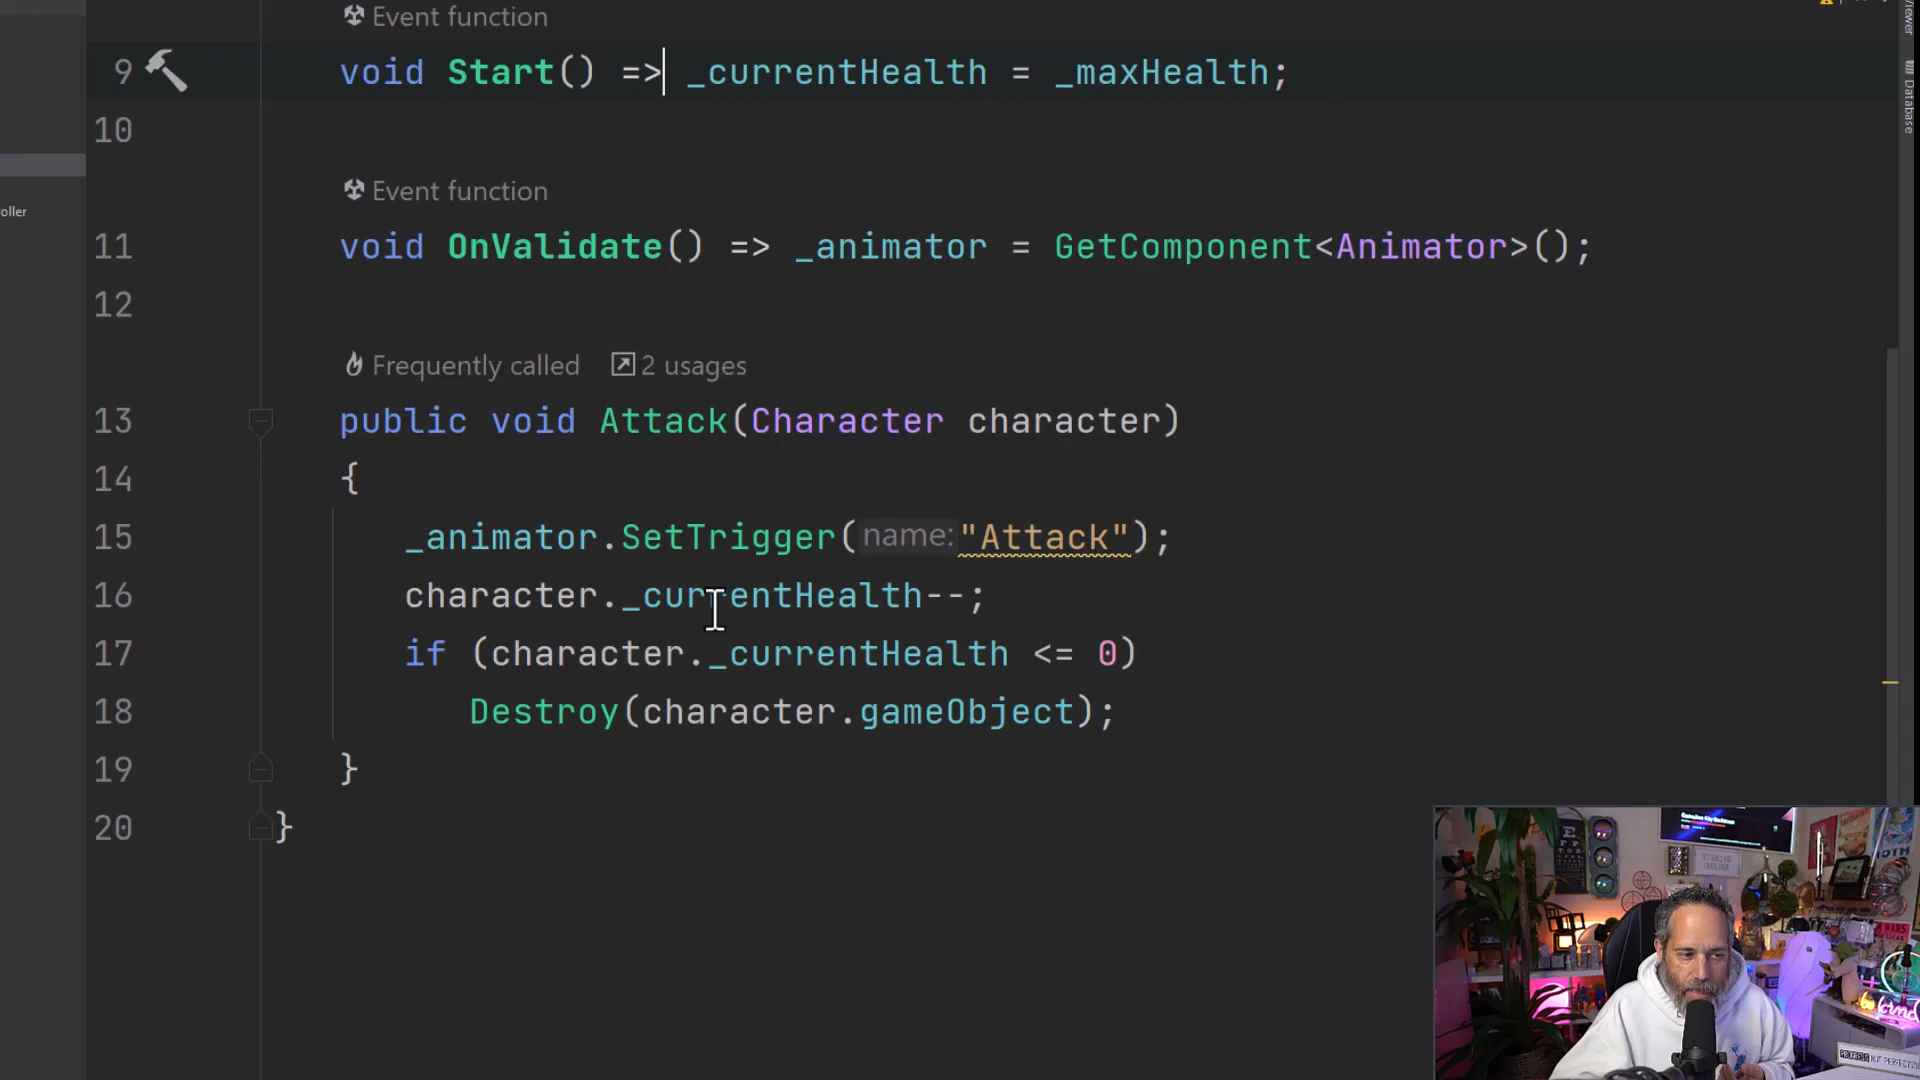 Event function
9 void Start() => _currentHealth = _maxHealth;
10
Event function
oller
11 void OnValidate() => _animator = GetComponent<Animator>();
12
Frequently called 2 usages
13 public void Attack(Character character)
14 {
15 _animator.SetTrigger(name:"Attack");
16 character._currentHealth--;
17 if (character._currentHealth <= 0)
18 Destroy(character.gameObject);
19 }
20 }
Database